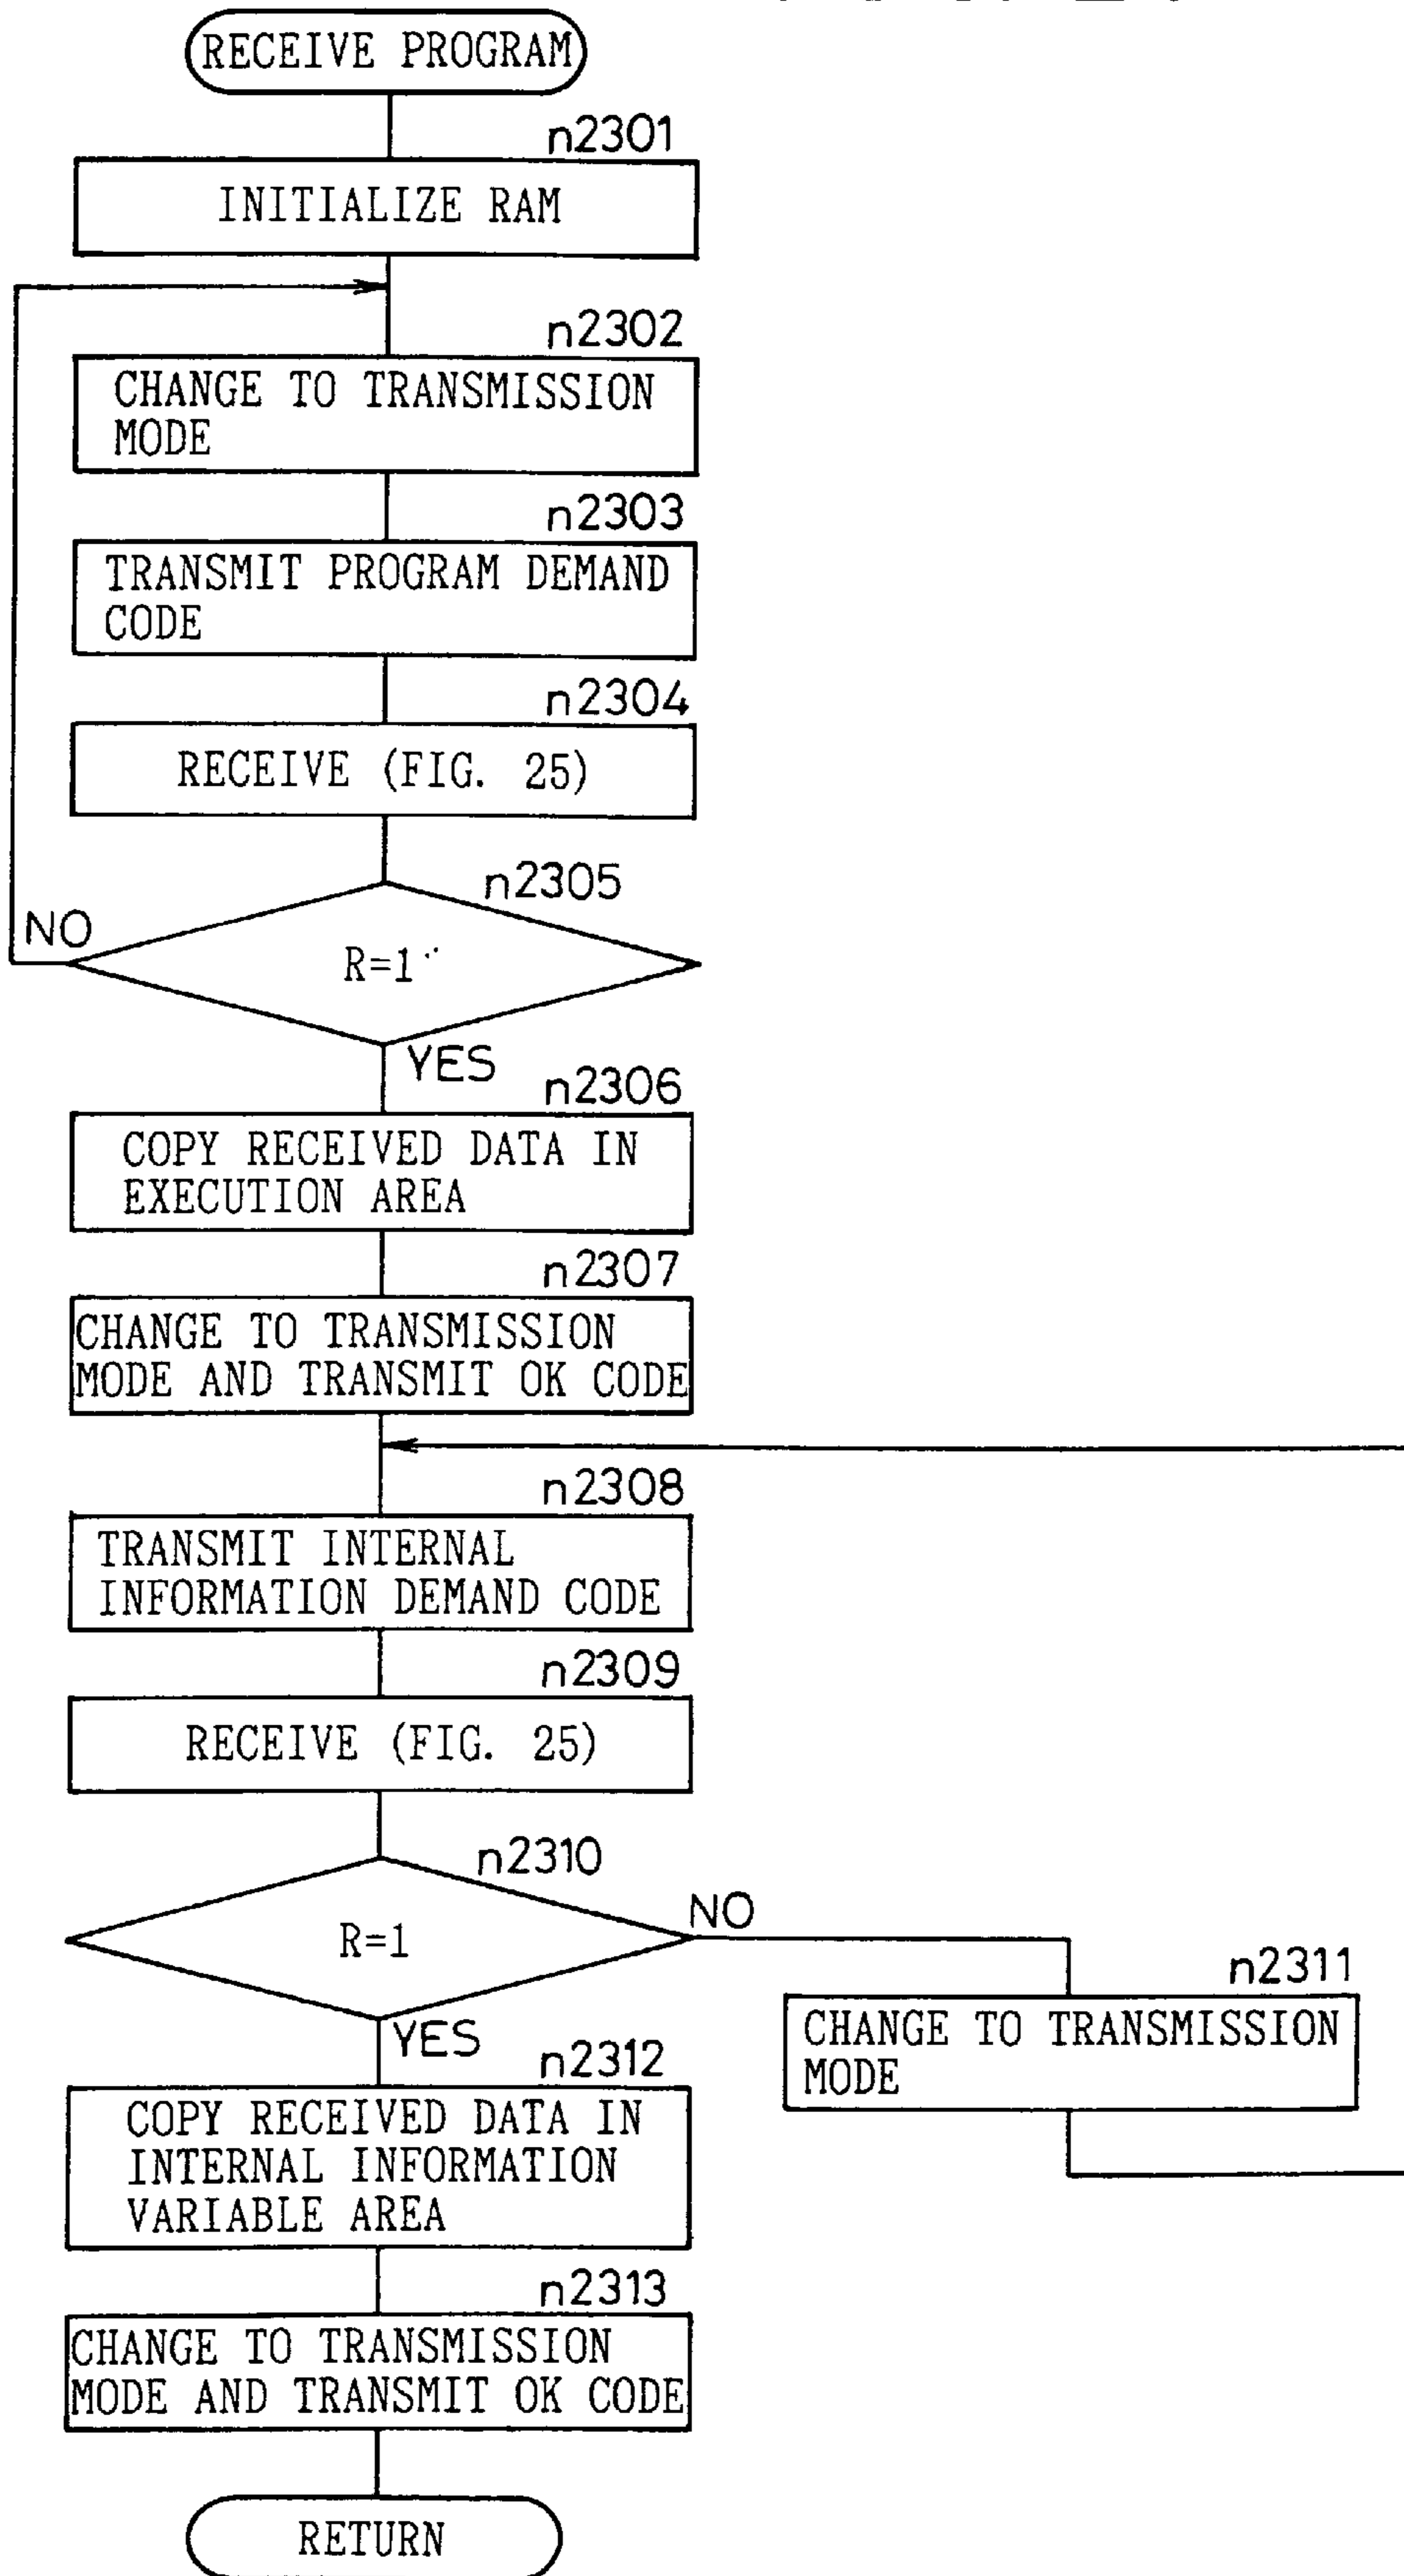 RECEIVE PROGRAM
n2301
INITIALIZE RAM
n2302
CHANGE TO TRANSMISSION
MODE
n2303
TRANSMIT PROGRAM DEMAND
CODE
n2304
RECEIVE (FIG. 25)
n2305
NO
R=1
YES
n2306
COPY RECEIVED DATA IN
EXECUTION AREA
n2307
CHANGE TO TRANSMISSION
MODE AND TRANSMIT OK CODE
n2308
TRANSMIT INTERNAL
INFORMATION DEMAND CODE
n2309
RECEIVE (FIG. 25)
n2310
NO
R=1
n2311
CHANGE TO TRANSMISSION
MODE
YES
n2312
COPY RECEIVED DATA IN
INTERNAL INFORMATION
VARIABLE AREA
n2313
CHANGE TO TRANSMISSION
MODE AND TRANSMIT OK CODE
RETURN